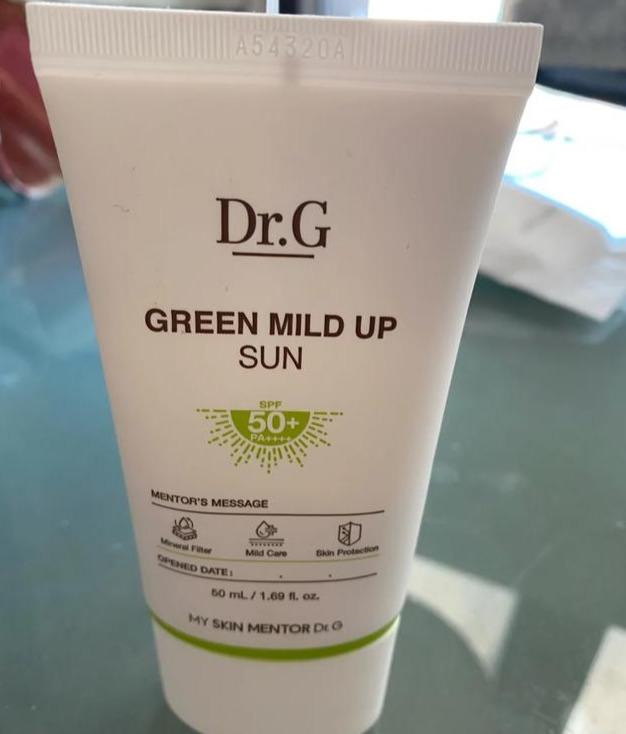 A54320A
Dr.G
GREEN MILD UP
SUN
SPF
50+
PA++++
MENTOR'S MESSAGE
Mineral Filter
Mild Care
Skin Protection
OPENED DATE: . .
50 mL / 1.69 fl. oz.
MY SKIN MENTOR Dr.G